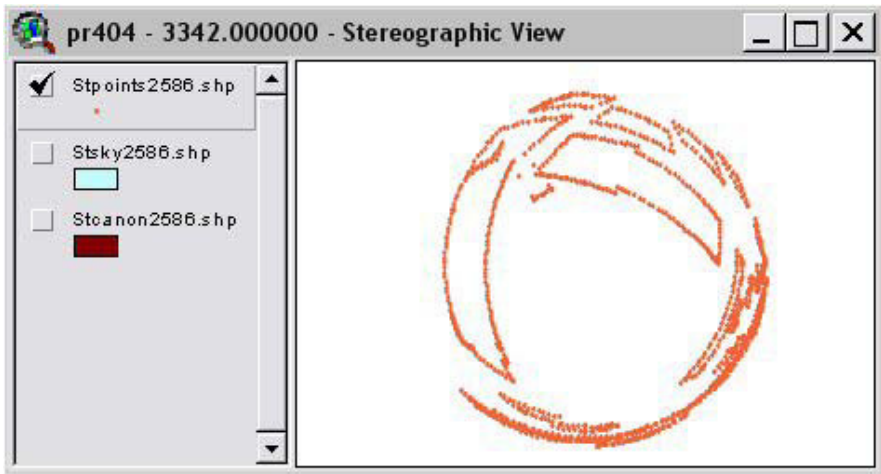 pr404 - 3342.000000 - Stereographic View
Stpoints2586.shp
Stsky2586.shp
Stcanon2586.shp